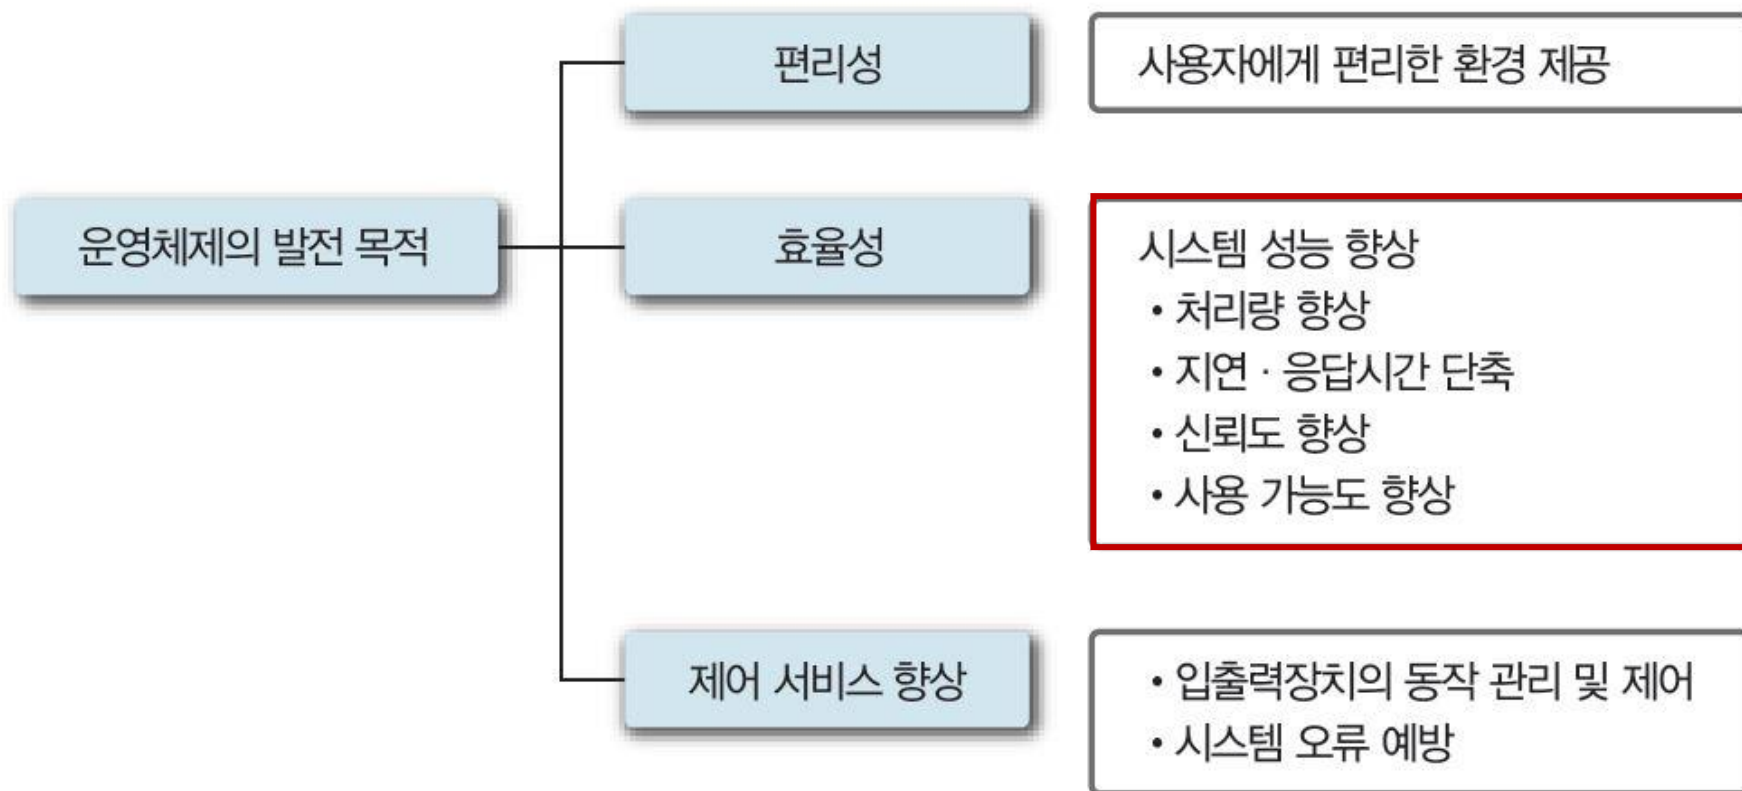 편리성
사용자에게 편리한 환경 제공
운영체제의 발전 목적
효율성
시스템 성능 향상
• 처리량 향상
• 지연 · 응답시간 단축
• 신뢰도 향상
• 사용 가능도 향상
제어 서비스 향상
• 입출력장치의 동작 관리 및 제어
• 시스템 오류 예방